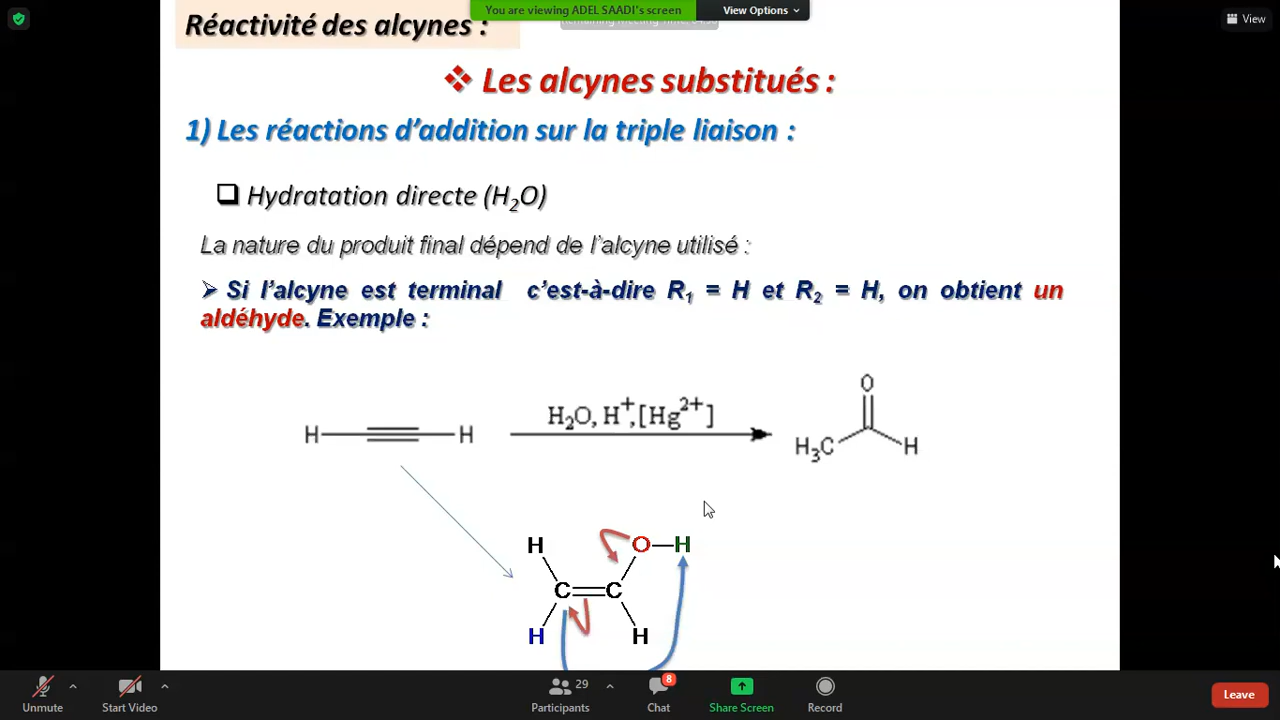 You are viewing ADEL SAADI's screen
View Options
View
Réactivité des alcynes :
❖ Les alcynes substitués :
1) Les réactions d'addition sur la triple liaison :
❑ Hydratation directe (H₂O)
La nature du produit final dépend de l'alcyne utilisé :
➢ Si l'alcyne est terminal c'est-à-dire R₁ = H et R₂ = H, on obtient un
aldéhyde. Exemple :
H H
H₂O, H⁺,[Hg²⁺]
O
H₃C H
H O—H
C=C
H H
Unmute
Start Video
29
Participants
8
Chat
Share Screen
Record
Leave